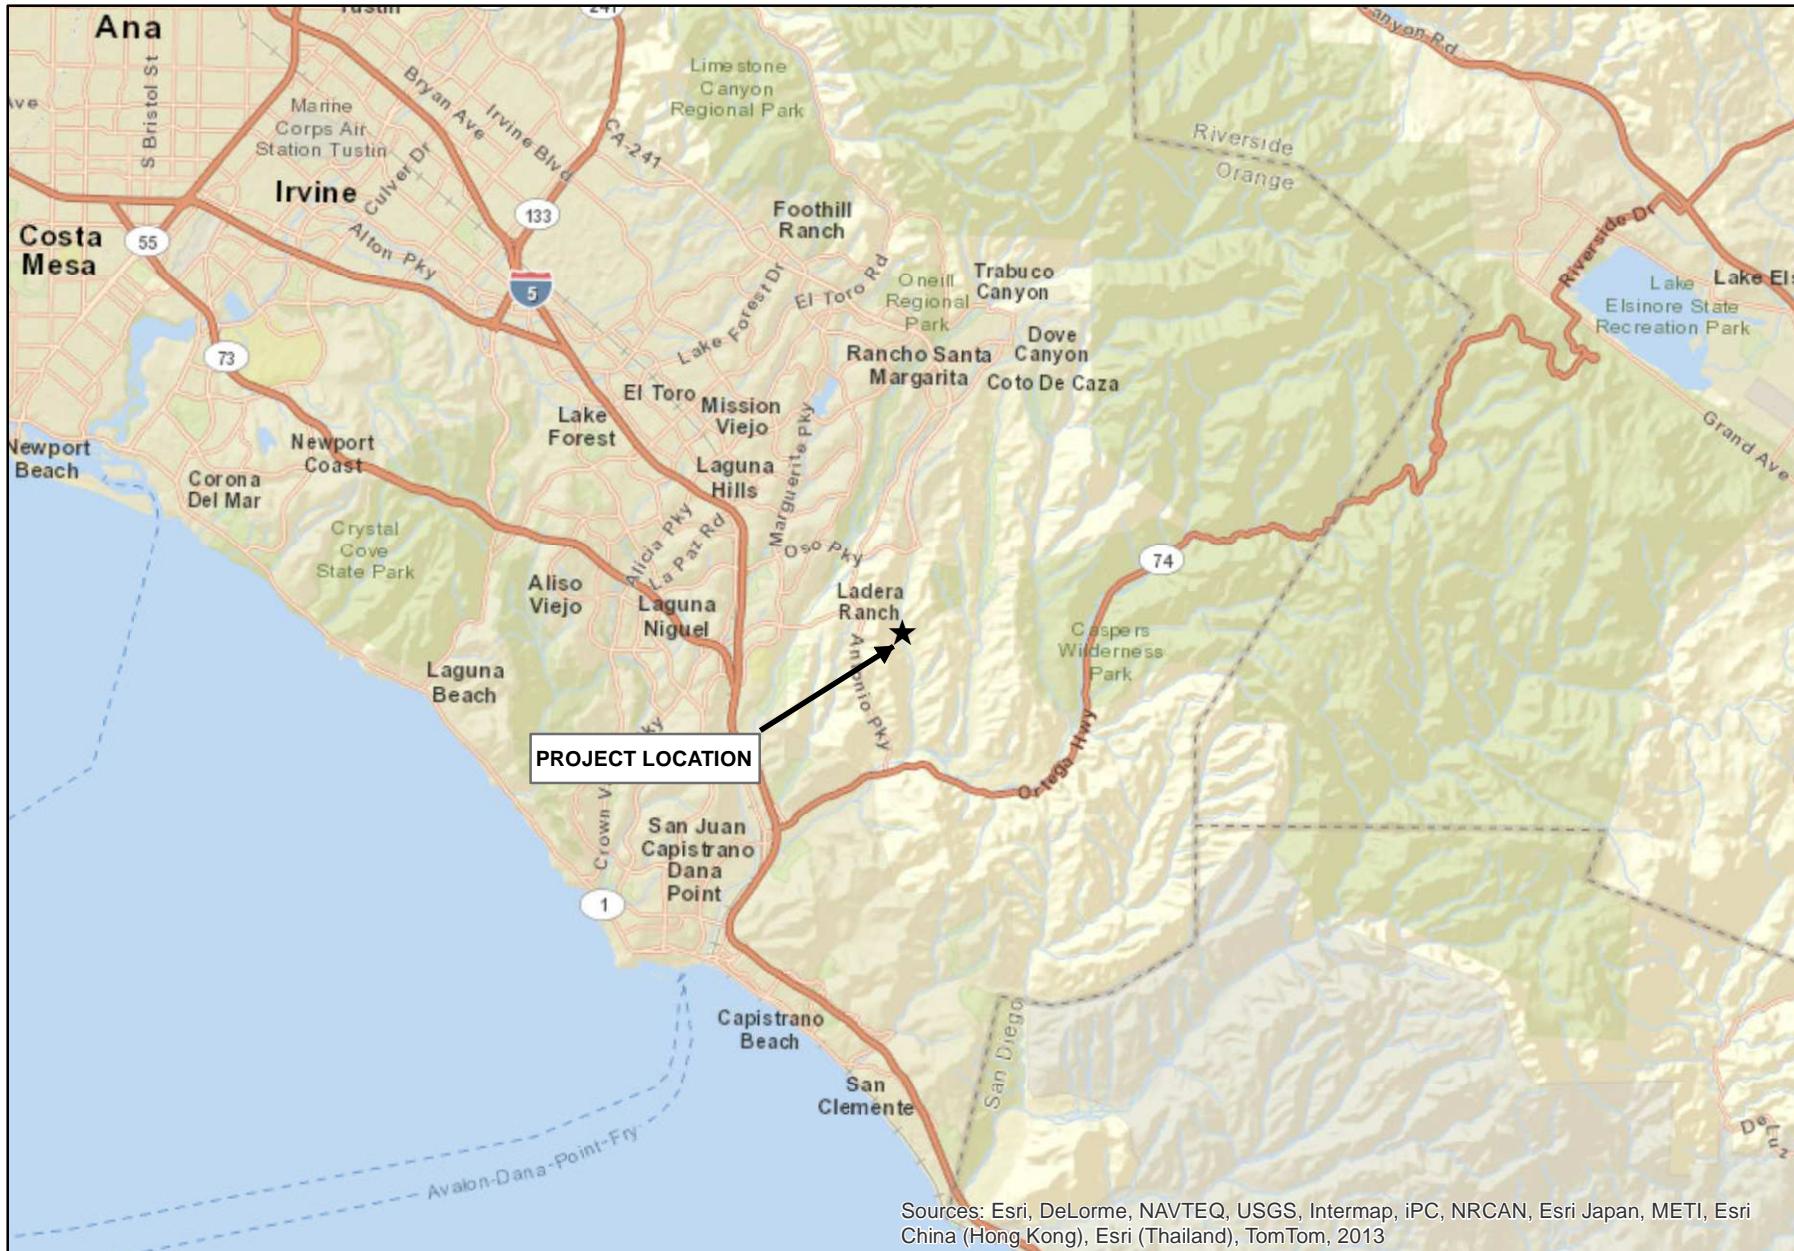 Tustin
241
Canyon Rd
Ana
S Bristol St
Ave
Marine
Corps Air
Station Tustin
Bryan Ave
Irvine Blvd
CA-241
Limestone
Canyon
Regional Park
Riverside
Orange
Irvine
Culver Dr
133
Foothill
Ranch
Costa
Mesa
55
Alton Pky
5
Lake Forest Dr
El Toro Rd
Oneill
Regional
Park
Trabuco
Canyon
Riverside Dr
Lake
Elsinore State
Recreation Park
Lake Els
73
Dove
Canyon
Rancho Santa
Margarita
Coto De Caza
El Toro
Mission
Viejo
Lake
Forest
Marguerite Pky
Grand Ave
Newport
Beach
Newport
Coast
Corona
Del Mar
Laguna
Hills
Crystal
Cove
State Park
Alicia Pky
La Paz Rd
Oso Pky
74
Aliso
Viejo
Laguna
Niguel
Ladera
Ranch
Antonio Pky
Caspers
Wilderness
Park
Laguna
Beach
Ortega Hwy
PROJECT LOCATION
Crown V
ky
San Juan
Capistrano
Dana
Point
1
Capistrano
Beach
San Diego
San
Clemente
De Luz
Avalon-Dana-Point-Fry
Sources: Esri, DeLorme, NAVTEQ, USGS, Intermap, iPC, NRCAN, Esri Japan, METI, Esri
China (Hong Kong), Esri (Thailand), TomTom, 2013